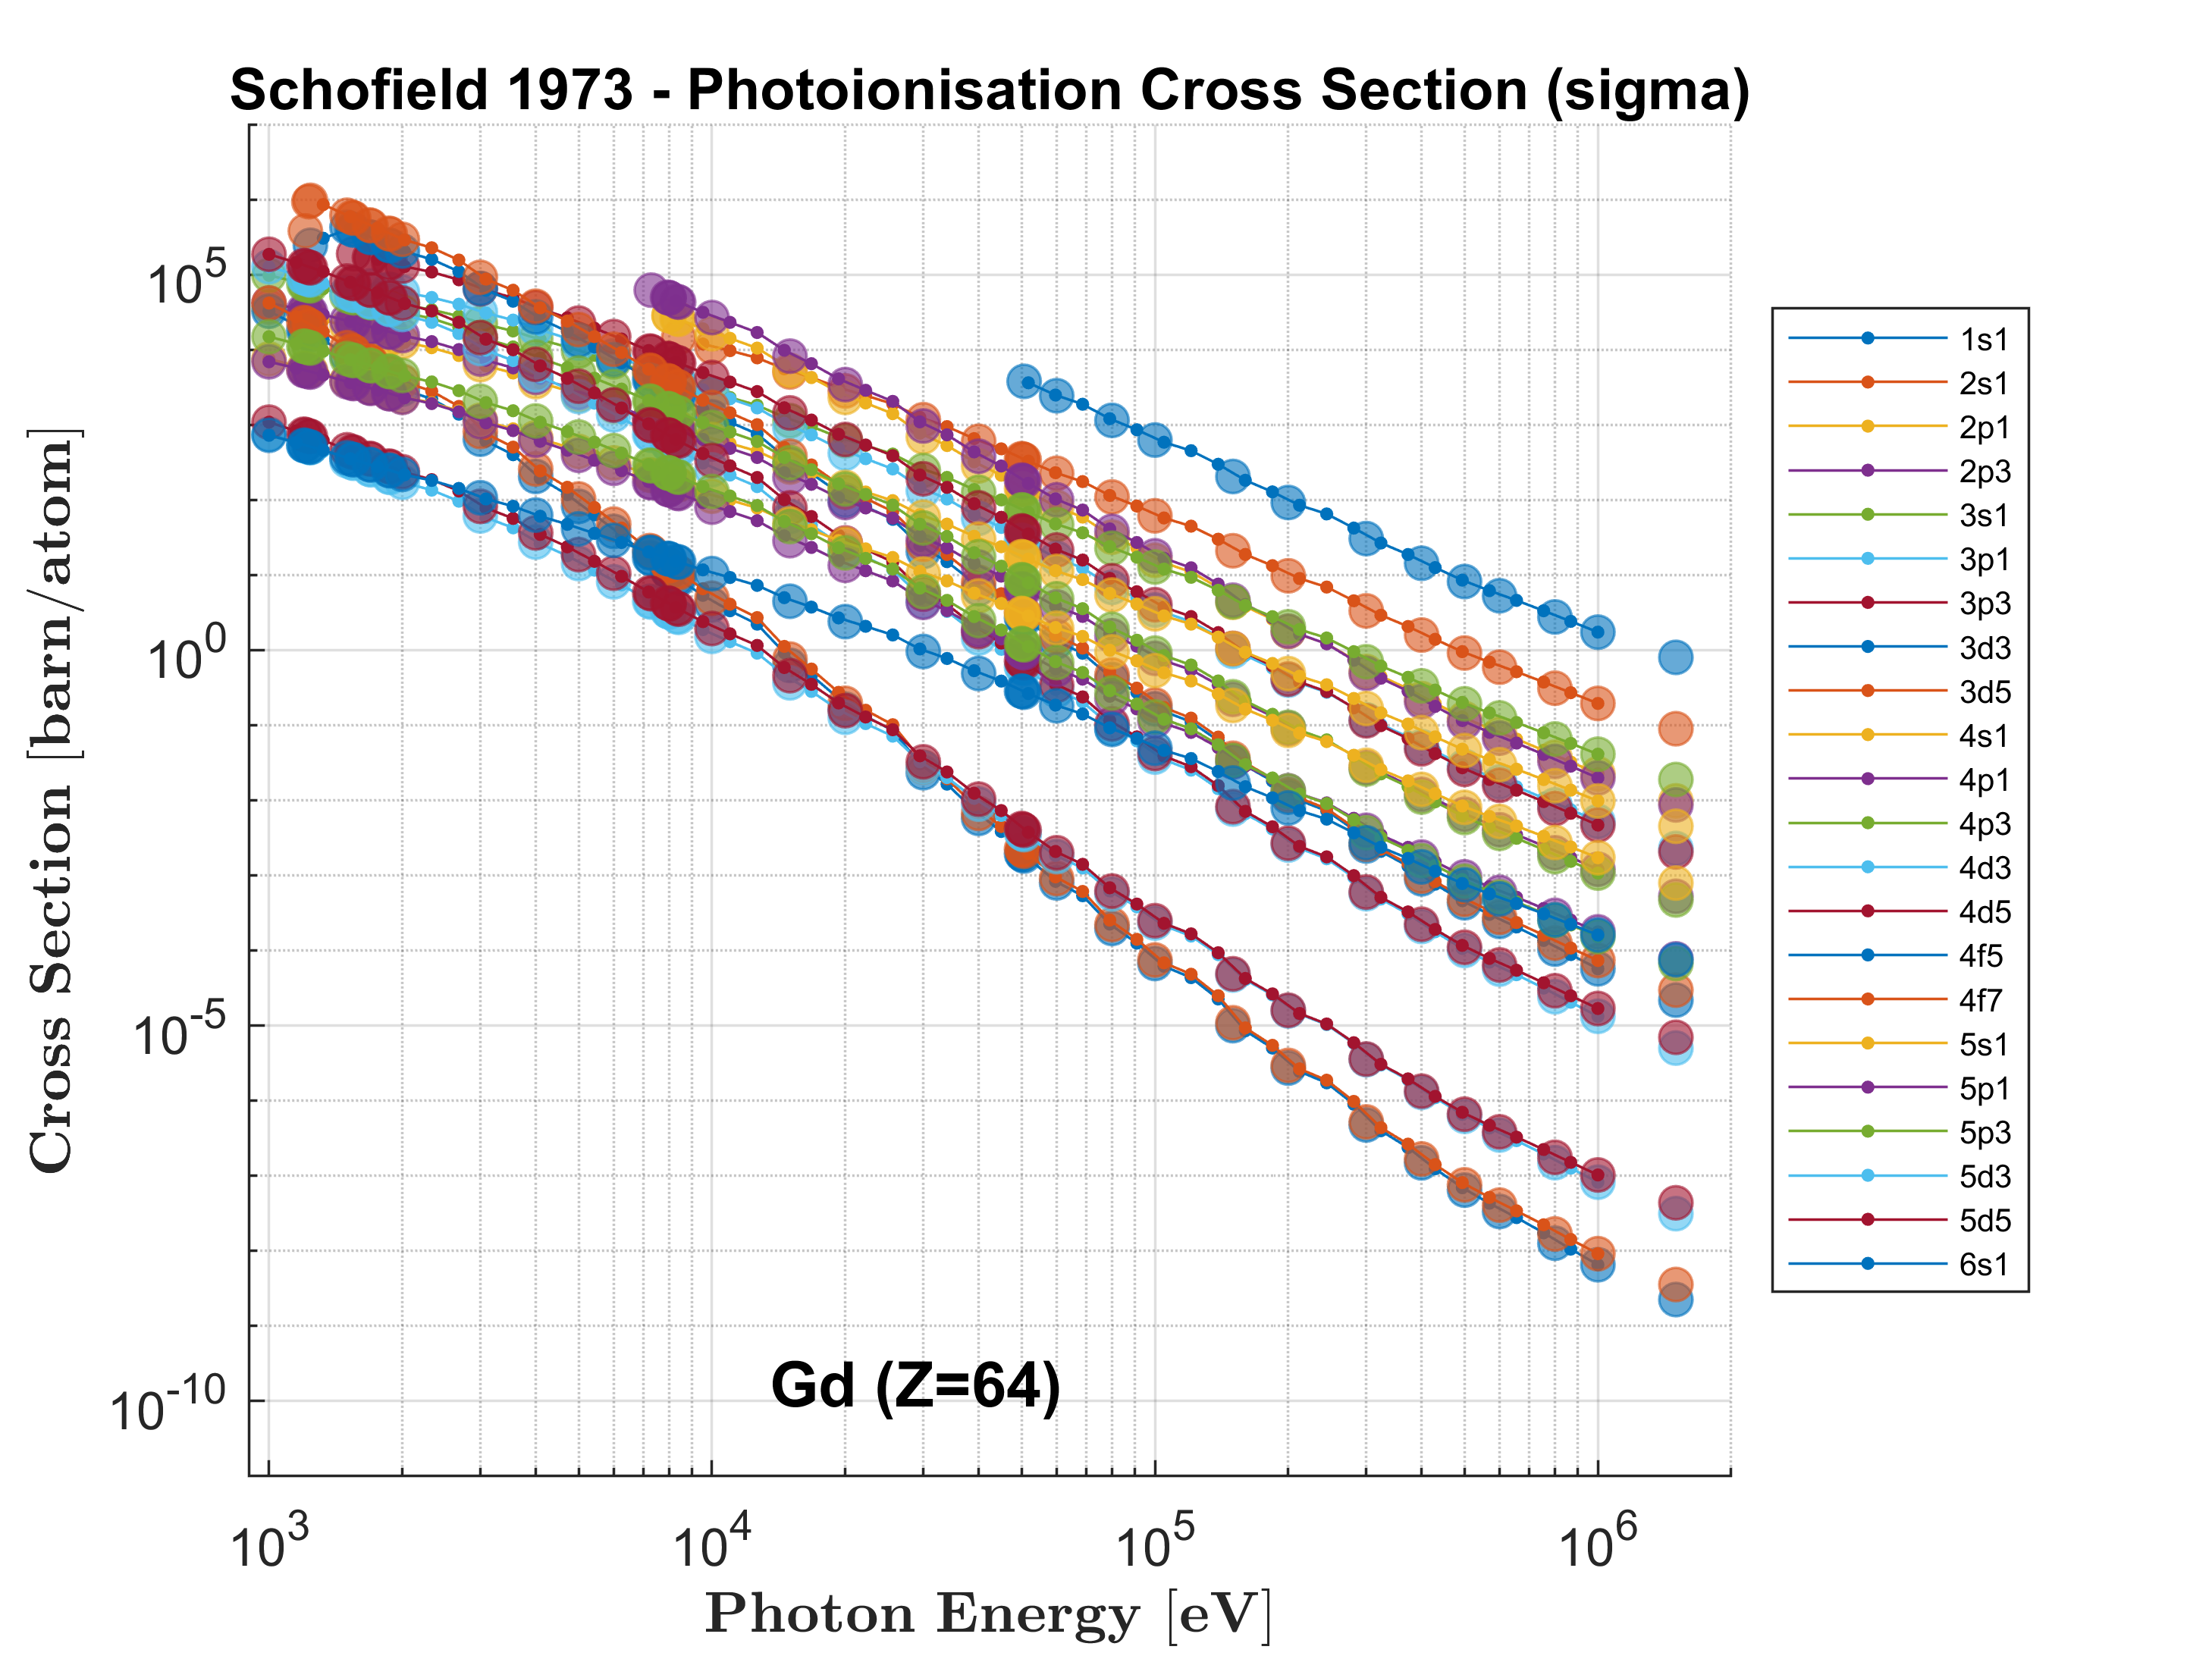 Schofield 1973 - Photoionisation Cross Section (sigma)
10^5
10^0
10^-5
10^-10
Cross Section [barn/atom]
Gd (Z=64)
10^3 10^4 10^5 10^6
Photon Energy [eV]
1s1
2s1
2p1
2p3
3s1
3p1
3p3
3d3
3d5
4s1
4p1
4p3
4d3
4d5
4f5
4f7
5s1
5p1
5p3
5d3
5d5
6s1